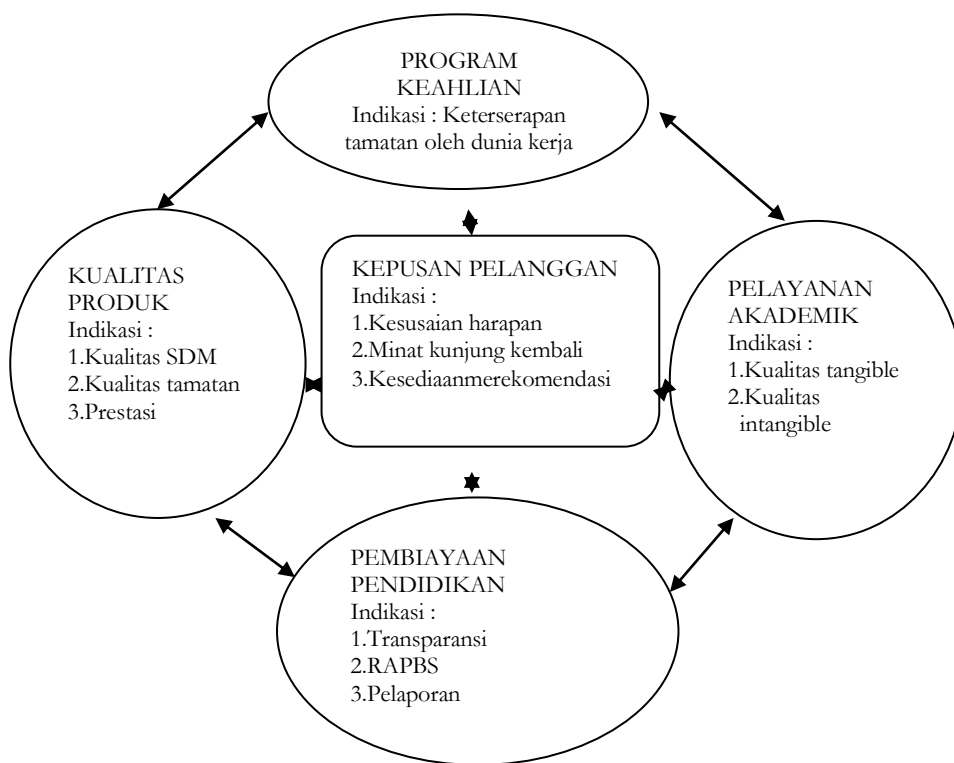 PROGRAM
KEAHLIAN
Indikasi : Keterserapan
tamatan oleh dunia kerja
KUALITAS
PRODUK
Indikasi :
1.Kualitas SDM
2.Kualitas tamatan
3.Prestasi
KEPUSAN PELANGGAN
Indikasi :
1.Kesusaian harapan
2.Minat kunjung kembali
3.Kesediaanmerekomendasi
PELAYANAN
AKADEMIK
Indikasi :
1.Kualitas tangible
2.Kualitas
intangible
PEMBIAYAAN
PENDIDIKAN
Indikasi :
1.Transparansi
2.RAPBS
3.Pelaporan